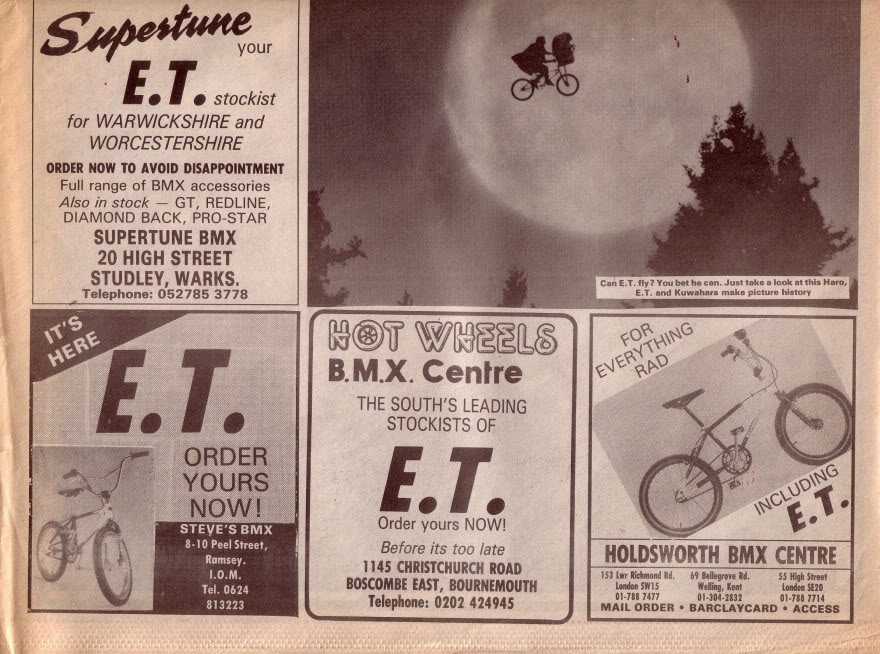 Supertune
your
E.T. stockist
for WARWICKSHIRE and
WORCESTERSHIRE
ORDER NOW TO AVOID DISAPPOINTMENT
Full range of BMX accessories
Also in stock — GT, REDLINE,
DIAMOND BACK, PRO-STAR
SUPERTUNE BMX
20 HIGH STREET
STUDLEY, WARKS.
Telephone: 052785 3778
Can E.T. fly? You bet he can. Just take a look at this Haro,
E.T. and Kuwahara make picture history
IT'S
HERE
E.T.
ORDER
YOURS
NOW!
STEVE'S BMX
8-10 Peel Street,
Ramsey.
I.O.M.
Tel. 0624
813223
HOT WHEELS
B.M.X. Centre
THE SOUTH'S LEADING
STOCKISTS OF
E.T.
Order yours NOW!
Before its too late
1145 CHRISTCHURCH ROAD
BOSCOMBE EAST, BOURNEMOUTH
Telephone: 0202 424945
FOR
EVERYTHING
RAD
INCLUDING
E.T.
HOLDSWORTH BMX CENTRE
153 Lwr Richmond Rd.
London SW15
01-788 7477
69 Bellegrove Rd.
Welling, Kent
01-304-2832
55 High Street
London SE20
01-788 7714
MAIL ORDER • BARCLAYCARD • ACCESS